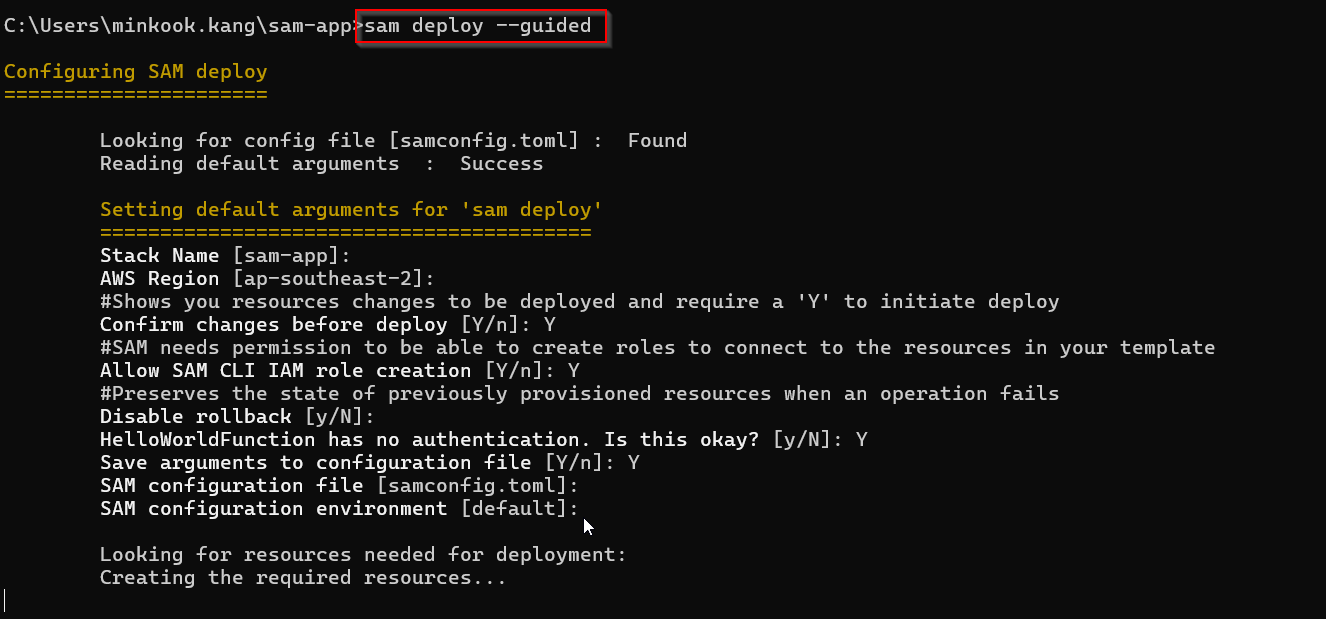 C:\Users\minkook.kang\sam-app>sam deploy --guided
Configuring SAM deploy
======================
Looking for config file [samconfig.toml] :  Found
Reading default arguments  :  Success
Setting default arguments for 'sam deploy'
=========================================
Stack Name [sam-app]:
AWS Region [ap-southeast-2]:
#Shows you resources changes to be deployed and require a 'Y' to initiate deploy
Confirm changes before deploy [Y/n]: Y
#SAM needs permission to be able to create roles to connect to the resources in your template
Allow SAM CLI IAM role creation [Y/n]: Y
#Preserves the state of previously provisioned resources when an operation fails
Disable rollback [y/N]:
HelloWorldFunction has no authentication. Is this okay? [y/N]: Y
Save arguments to configuration file [Y/n]: Y
SAM configuration file [samconfig.toml]:
SAM configuration environment [default]:
Looking for resources needed for deployment:
Creating the required resources...